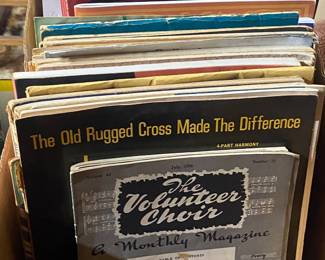 The Old Rugged Cross Made The Difference
4-PART HARMONY
The
Volunteer
Choir
A Monthly Magazine